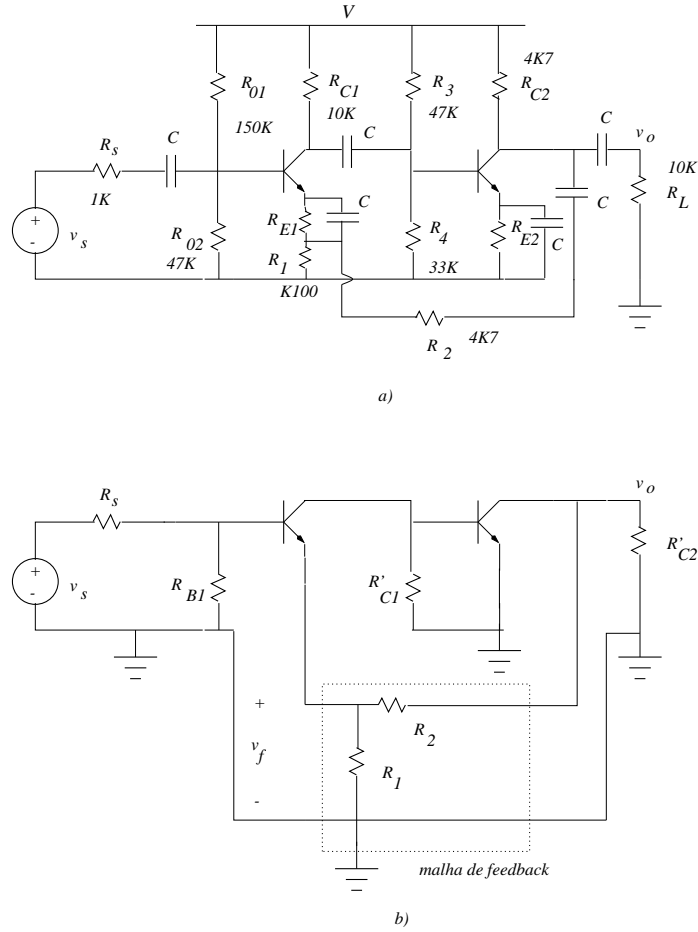 V
4K7
R01
RC1
R3
RC2
10K
47K
C
150K
C
vo
Rs
C
10K
1K
C
C
RL
+
vs
-
RE1
R02
R4
RE2
C
47K
R1
33K
K100
R2
4K7
a)
Rs
vo
R'C2
+
vs
-
RB1
R'C1
+
R2
vf
R1
-
malha de feedback
b)